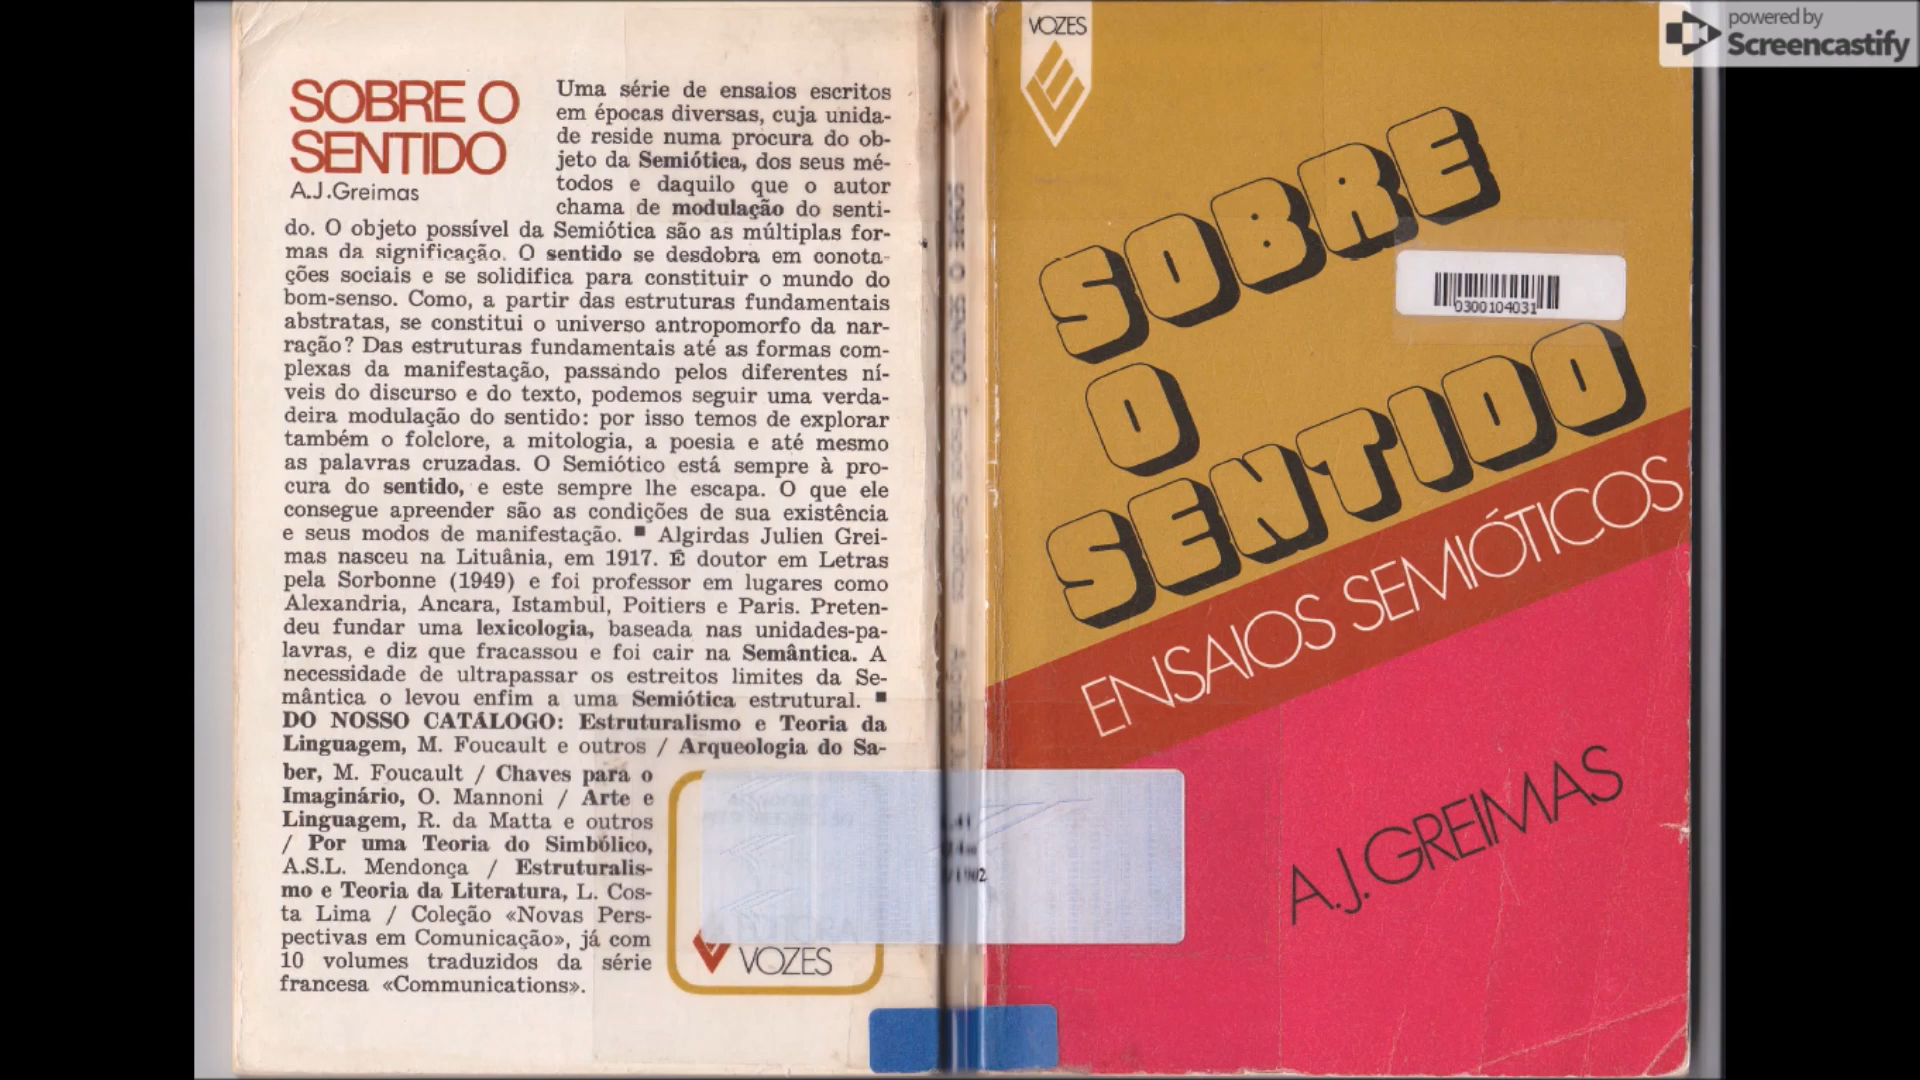 SOBRE O
SENTIDO
A.J.Greimas
Uma série de ensaios escritos
em épocas diversas, cuja unida-
de reside numa procura do ob-
jeto da Semiótica, dos seus mé-
todos e daquilo que o autor
chama de modulação do senti-
do. O objeto possível da Semiótica são as múltiplas for-
mas da significação. O sentido se desdobra em conota-
ções sociais e se solidifica para constituir o mundo do
bom-senso. Como, a partir das estruturas fundamentais
abstratas, se constitui o universo antropomorfo da nar-
ração? Das estruturas fundamentais até as formas com-
plexas da manifestação, passando pelos diferentes ní-
veis do discurso e do texto, podemos seguir uma verda-
deira modulação do sentido: por isso temos de explorar
também o folclore, a mitologia, a poesia e até mesmo
as palavras cruzadas. O Semiótico está sempre à pro-
cura do sentido, e este sempre lhe escapa. O que ele
consegue apreender são as condições de sua existência
e seus modos de manifestação. ■ Algirdas Julien Grei-
mas nasceu na Lituânia, em 1917. É doutor em Letras
pela Sorbonne (1949) e foi professor em lugares como
Alexandria, Ancara, Istambul, Poitiers e Paris. Preten-
deu fundar uma lexicologia, baseada nas unidades-pa-
lavras, e diz que fracassou e foi cair na Semântica. A
necessidade de ultrapassar os estreitos limites da Se-
mântica o levou enfim a uma Semiótica estrutural. ■
DO NOSSO CATÁLOGO: Estruturalismo e Teoria da
Linguagem, M. Foucault e outros / Arqueologia do Sa-
ber, M. Foucault / Chaves para o
Imaginário, O. Mannoni / Arte e
Linguagem, R. da Matta e outros
/ Por uma Teoria do Simbólico,
A.S.L. Mendonça / Estruturalis-
mo e Teoria da Literatura, L. Cos-
ta Lima / Coleção «Novas Pers-
pectivas em Comunicação», já com
10 volumes traduzidos da série
francesa «Communications».
VOZES
SOBRE O SENTIDO
VOZES
SOBRE
O
SENTIDO
0300104031
ENSAIOS SEMIÓTICOS
A.J.GREIMAS
powered by
Screencastify